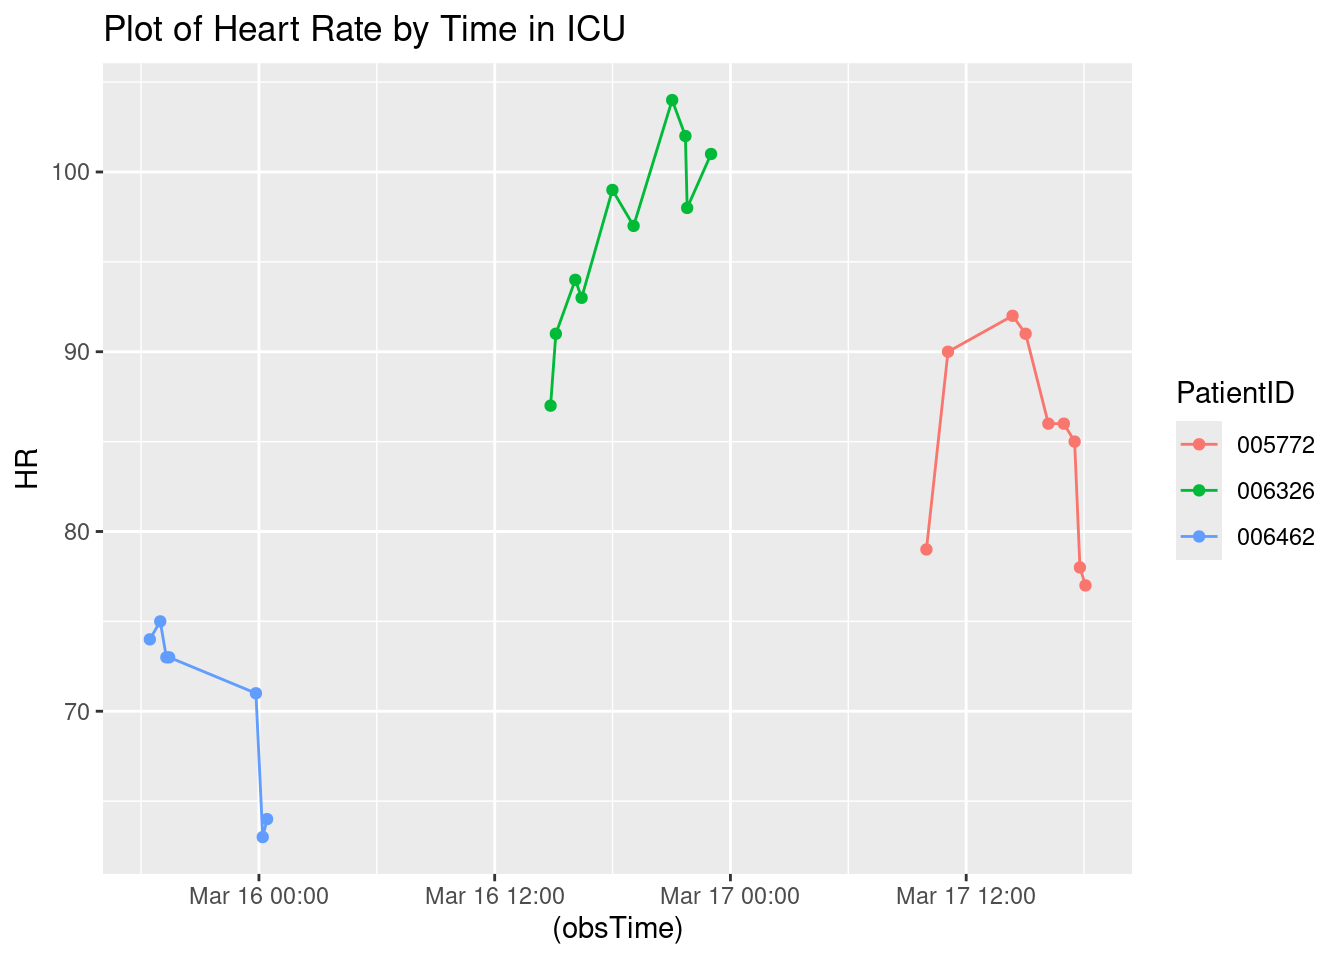 Plot of Heart Rate by Time in ICU
HR
100
90
80
70
Mar 16 00:00
Mar 16 12:00
Mar 17 00:00
Mar 17 12:00
(obsTime)
PatientID
005772
006326
006462